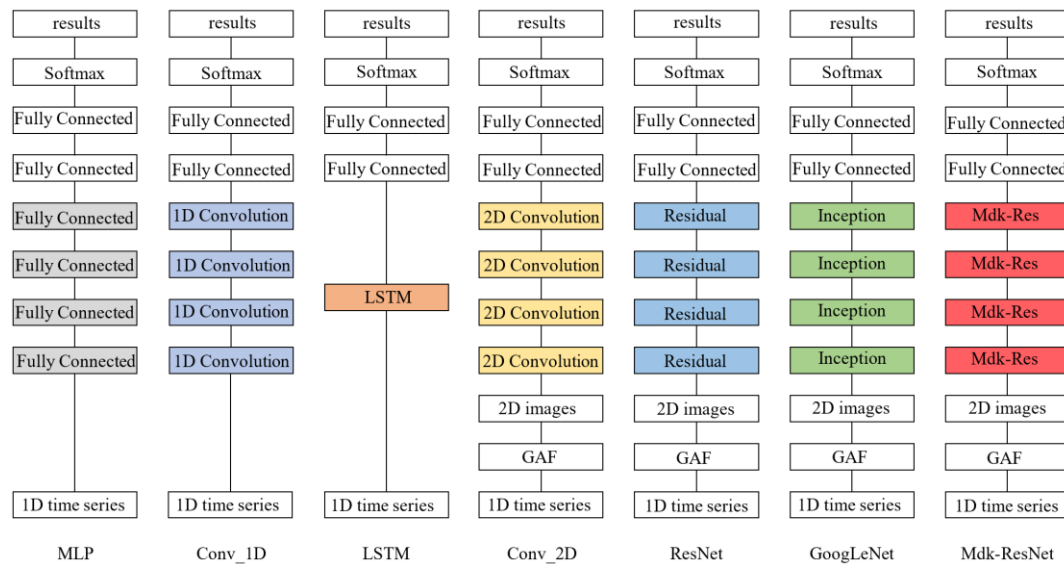 results results results results results results results
Softmax Softmax Softmax Softmax Softmax Softmax Softmax
Fully Connected Fully Connected Fully Connected Fully Connected Fully Connected Fully Connected Fully Connected
Fully Connected Fully Connected Fully Connected Fully Connected Fully Connected Fully Connected Fully Connected
Fully Connected 1D Convolution 2D Convolution Residual Inception Mdk-Res
Fully Connected 1D Convolution 2D Convolution Residual Inception Mdk-Res
LSTM
Fully Connected 1D Convolution 2D Convolution Residual Inception Mdk-Res
Fully Connected 1D Convolution 2D Convolution Residual Inception Mdk-Res
2D images 2D images 2D images 2D images
GAF GAF GAF GAF
1D time series 1D time series 1D time series 1D time series 1D time series 1D time series 1D time series
MLP Conv_1D LSTM Conv_2D ResNet GoogLeNet Mdk-ResNet